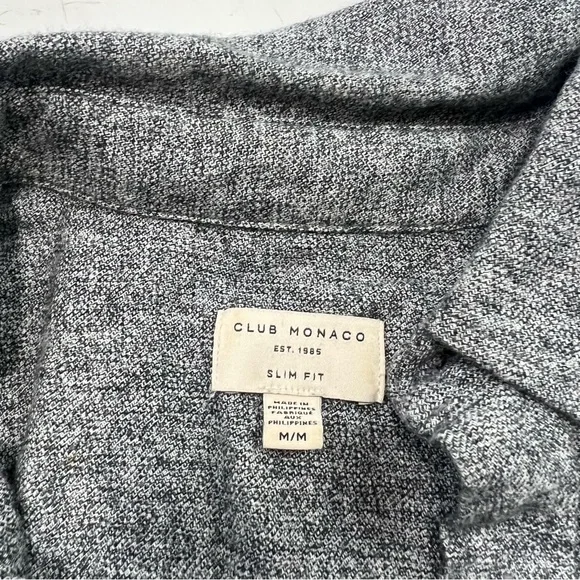 CLUB MONACO
EST. 1985
SLIM FIT
MADE IN
PHILIPPINES
FABRIQUÉ
AUX
PHILIPPINES
M/M